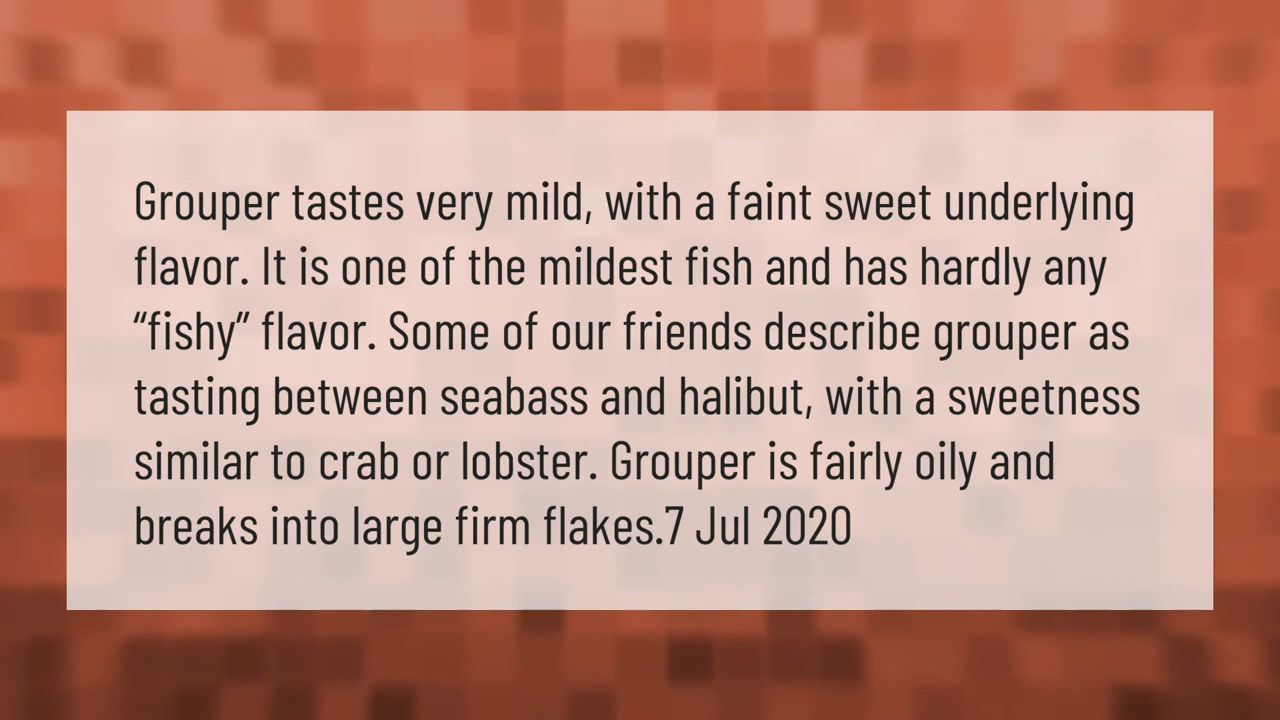 Grouper tastes very mild, with a faint sweet underlying
flavor. It is one of the mildest fish and has hardly any
“fishy” flavor. Some of our friends describe grouper as
tasting between seabass and halibut, with a sweetness
similar to crab or lobster. Grouper is fairly oily and
breaks into large firm flakes.7 Jul 2020